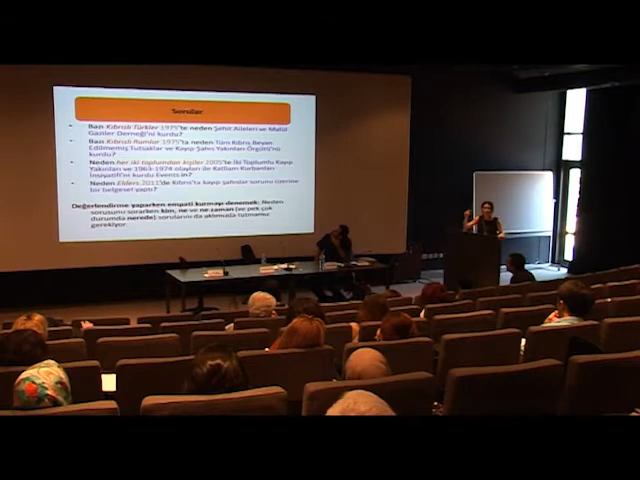 Sorular
- Bazı Kıbrıslı Türkler 1975'te neden Şehit Aileleri ve Malul
Gaziler Derneği'ni kurdu?
- Bazı Kıbrıslı Rumlar 1975'ta neden Tüm Kıbrıs Beyan
Edilmemiş Tutsaklar ve Kayıp Şahıs Yakınları Örgütü'nü
kurdu?
- Neden her iki toplumdan kişiler 2005'te İki Toplumlu Kayıp
Yakınları ve 1963-1974 olayları ile Katliam Kurbanları
İnsiyatifi'ni kurdu Events in?
- Neden Elders 2011'de Kıbrıs'ta kayıp şahıslar sorunu üzerine
bir belgesel yaptı?
Değerlendirme yaparken empati kurmayı denemek: Neden
sorusunu sorarken kim, ne ve ne zaman (ve pek çok
durumda nerede) sorularını da aklımızda tutmamız
gerekiyor.